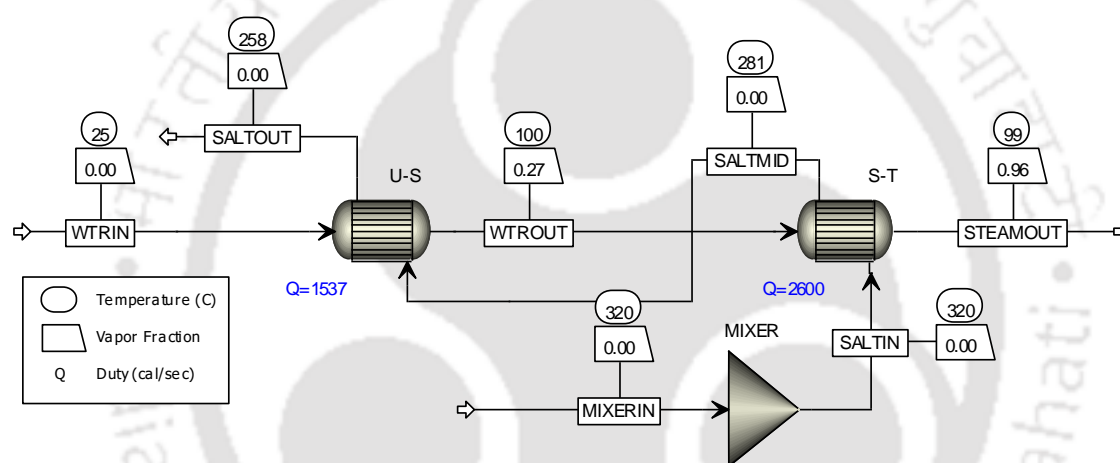 258
0.00
SALTOUT
25
0.00
WTRIN
U-S
Q=1537
100
0.27
WTROUT
281
0.00
SALTMID
S-T
Q=2600
99
0.96
STEAMOUT
Temperature (C)
Vapor Fraction
Q Duty (cal/sec)
320
0.00
MIXERIN
MIXER
SALTIN
320
0.00
hati